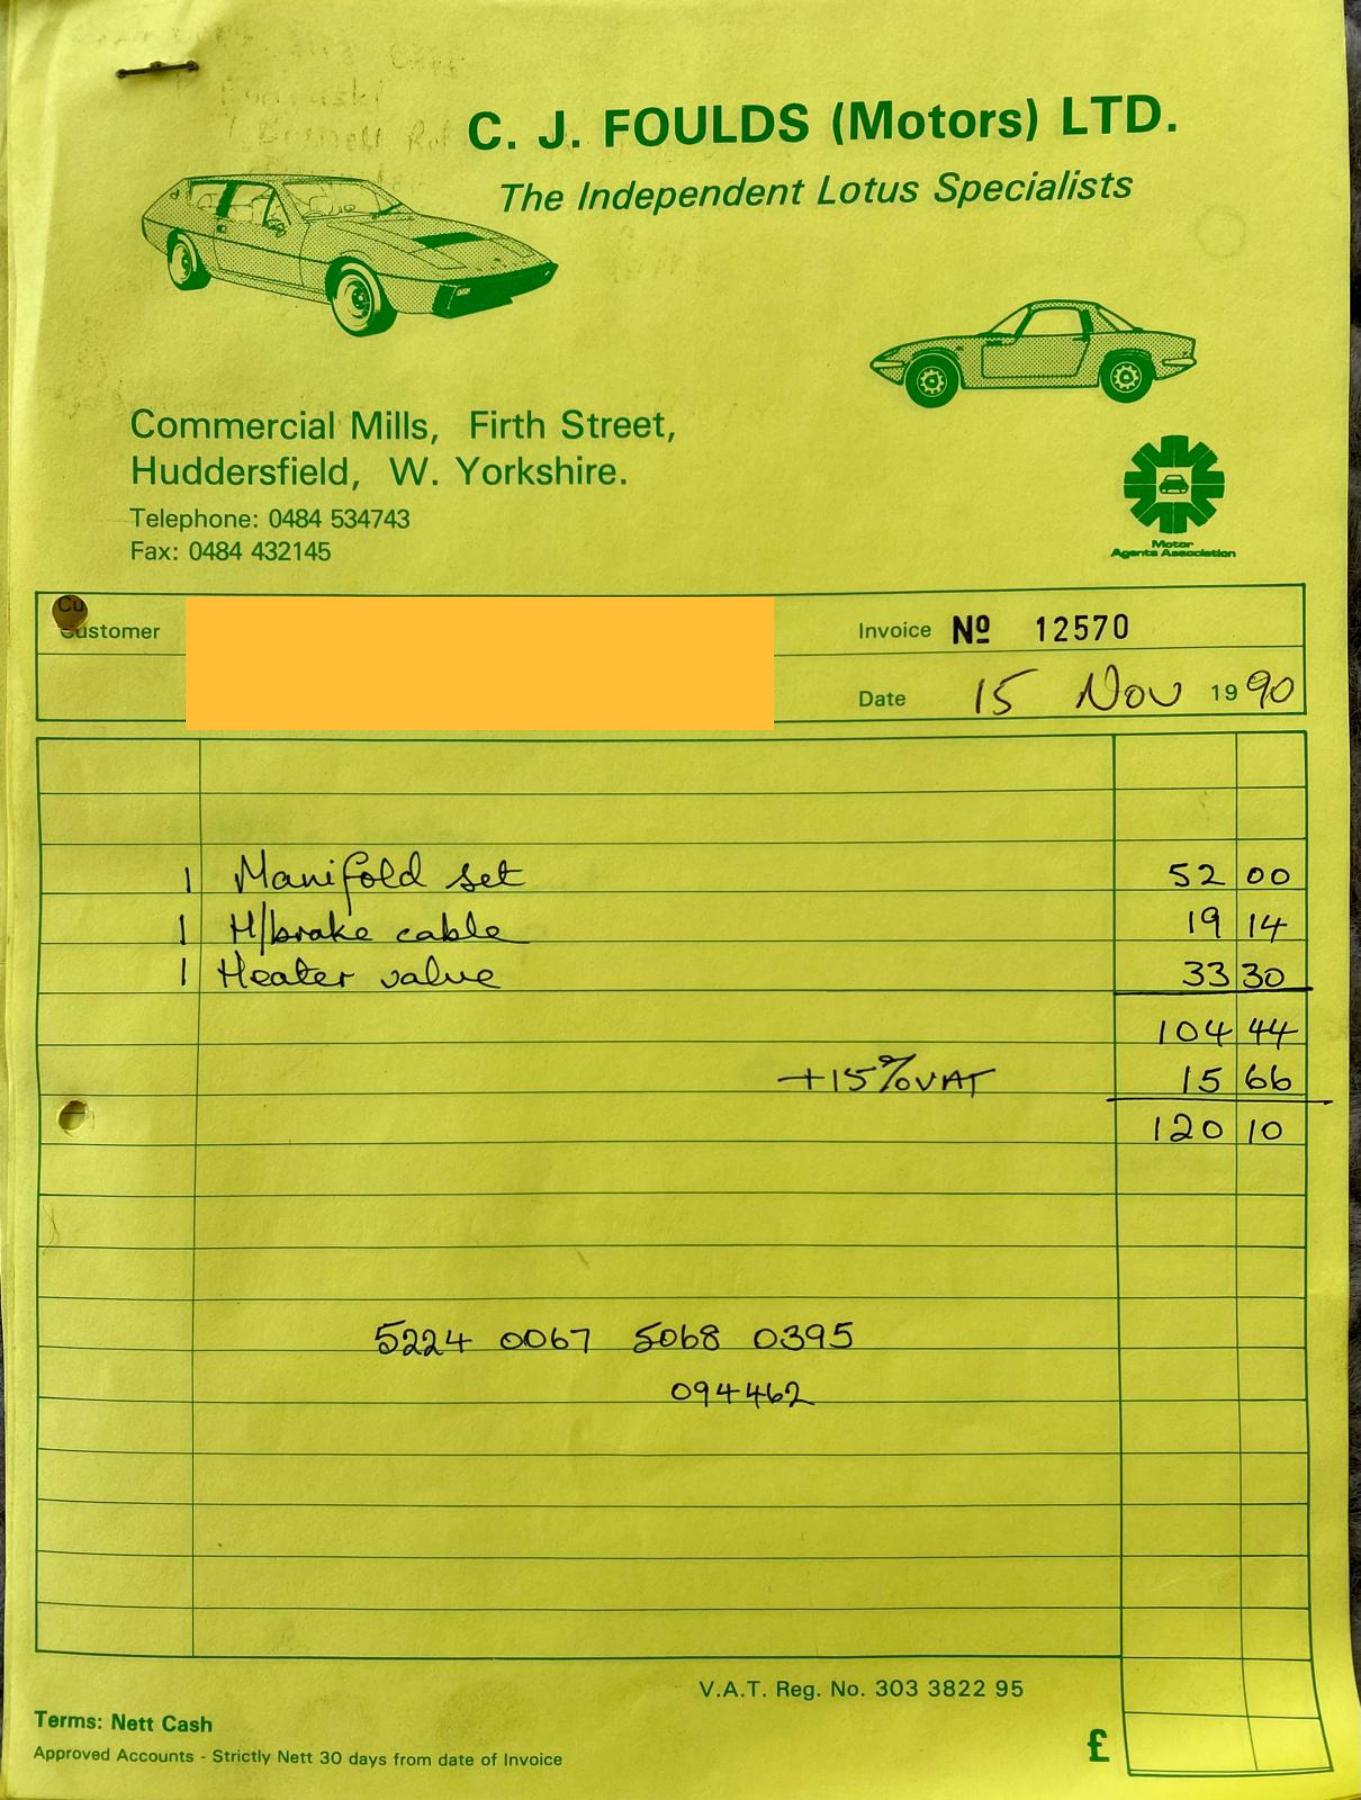 C. J. FOULDS (Motors) LTD.
The Independent Lotus Specialists
Commercial Mills, Firth Street,
Huddersfield, W. Yorkshire.
Telephone: 0484 534743
Fax: 0484 432145
Motor
Agents Association
Cu
Customer
Invoice Nº 12570
Date 15 Nov 1990
1 Manifold set 52 00
1 H/brake cable 19 14
1 Heater valve 33 30
104 44
+15% VAT 15 66
120 10
5224 0067 5068 0395
094462
V.A.T. Reg. No. 303 3822 95
Terms: Nett Cash
£
Approved Accounts - Strictly Nett 30 days from date of Invoice